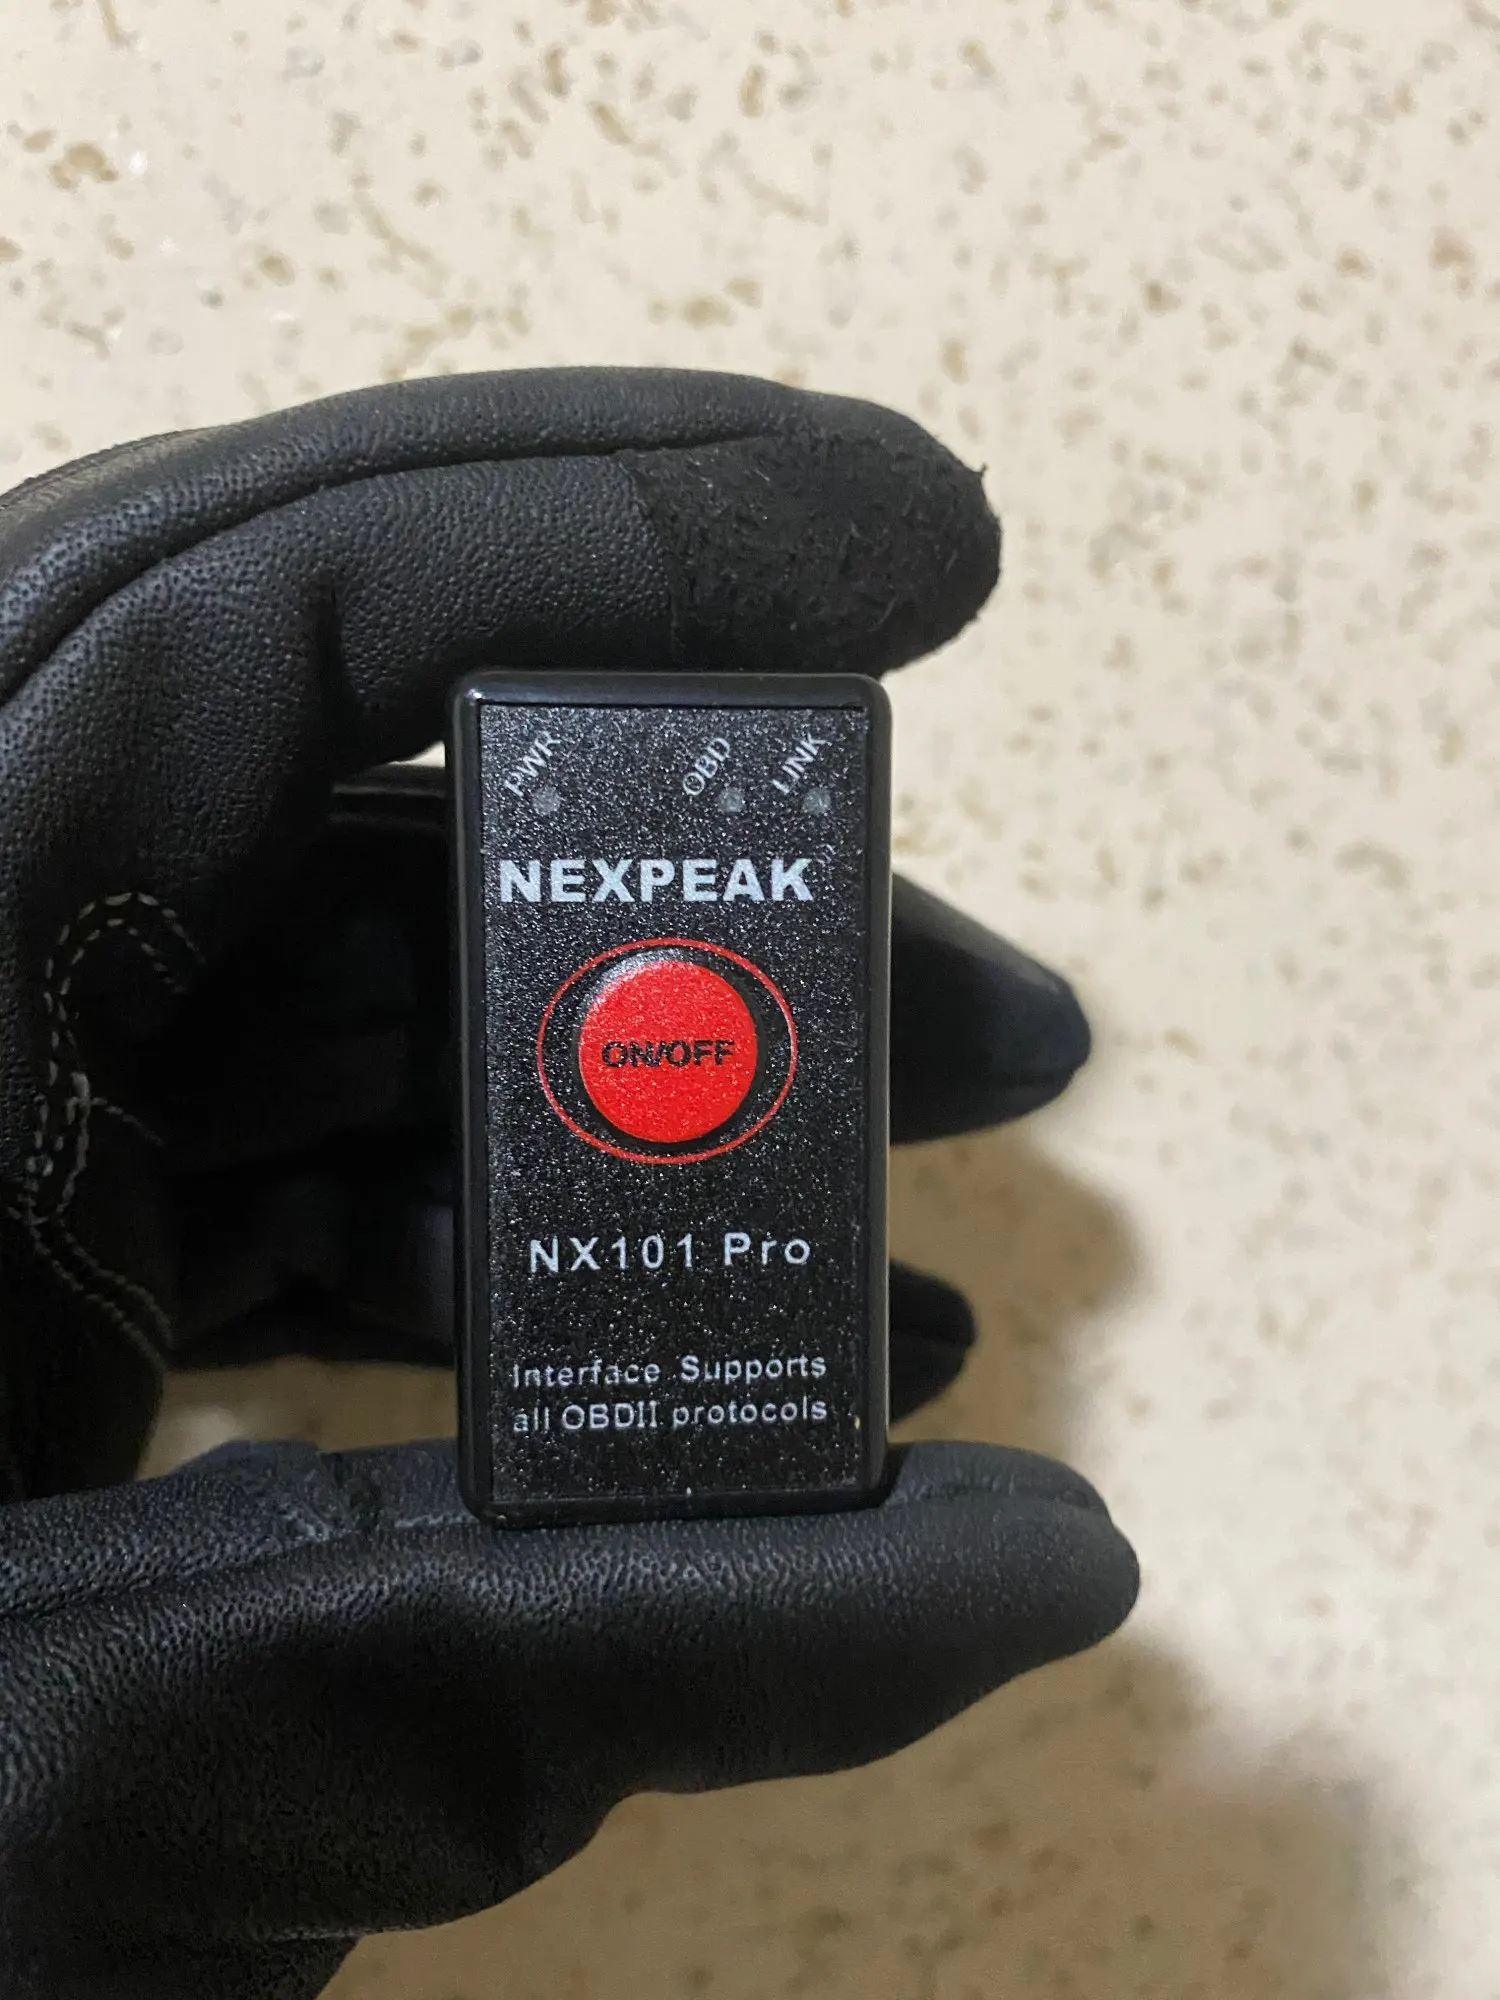 PWR OBD LINK
NEXPEAK
ON/OFF
NX101 Pro
Interface Supports
all OBDII protocols